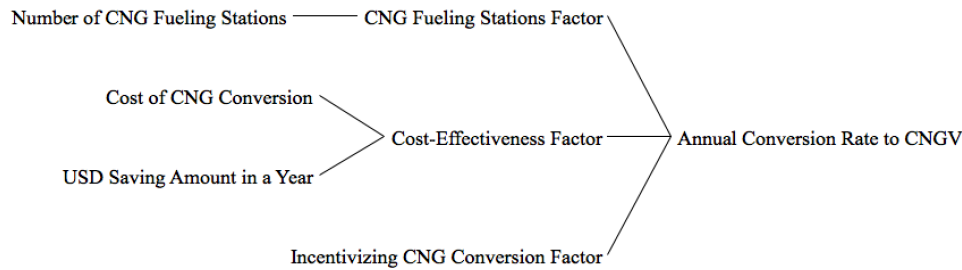 Number of CNG Fueling Stations
CNG Fueling Stations Factor
Cost of CNG Conversion
Cost-Effectiveness Factor
Annual Conversion Rate to CNGV
USD Saving Amount in a Year
Incentivizing CNG Conversion Factor